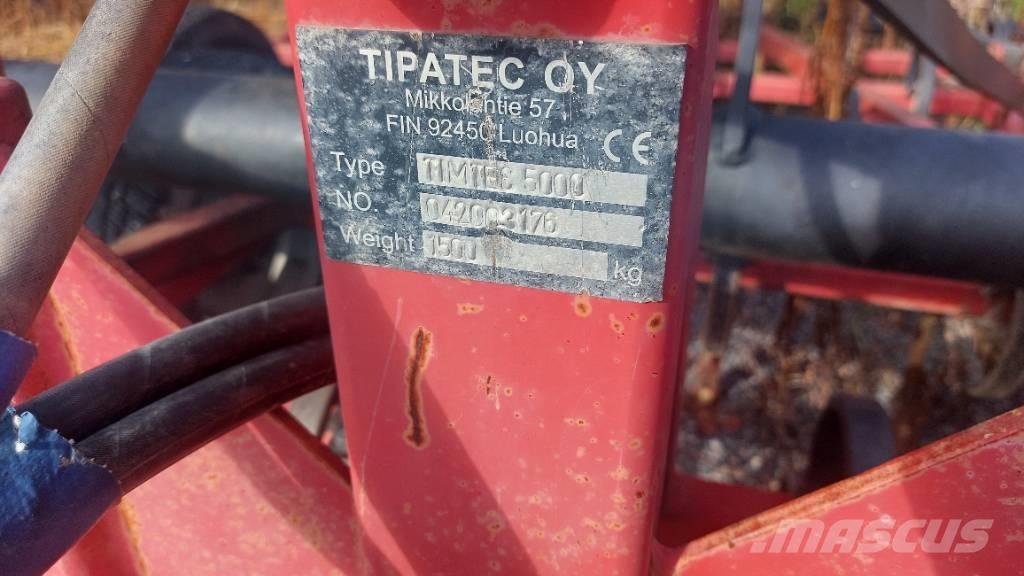 TIPATEC OY
Mikkolantie 57
FIN 92450 Luohua
CE
Type TIMTEC 5000
NO. 042003176
Weight 1500 kg
MASCUS